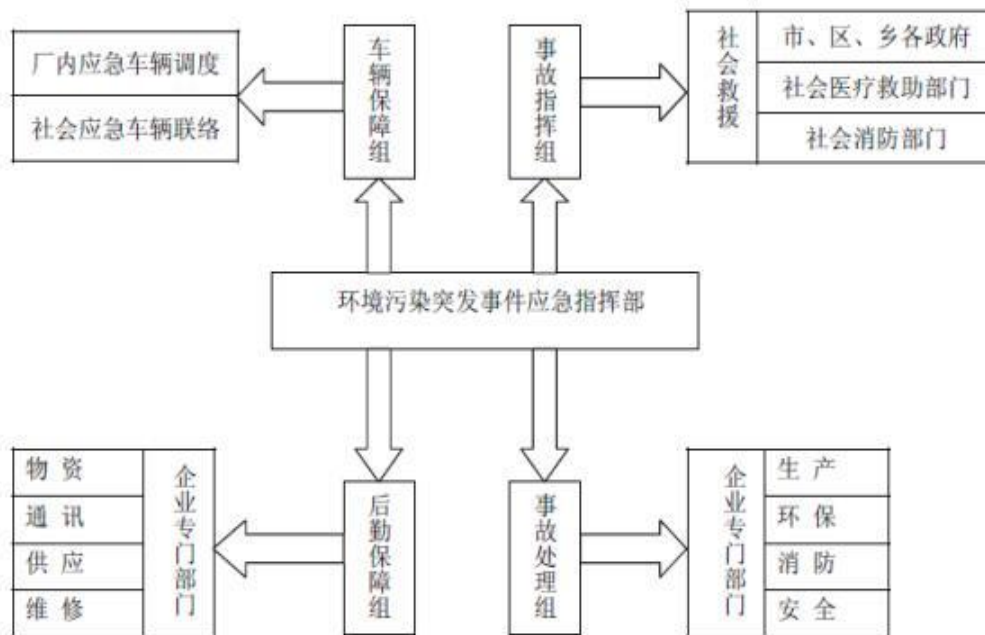 厂内应急车辆调度
社会应急车辆联络
车辆保障组
事故指挥组
社会救援
市、区、乡各政府
社会医疗救助部门
社会消防部门
环境污染突发事件应急指挥部
物 资
通 讯
供 应
维 修
企业专门部门
后勤保障组
事故处理组
企业专门部门
生 产
环 保
消 防
安 全